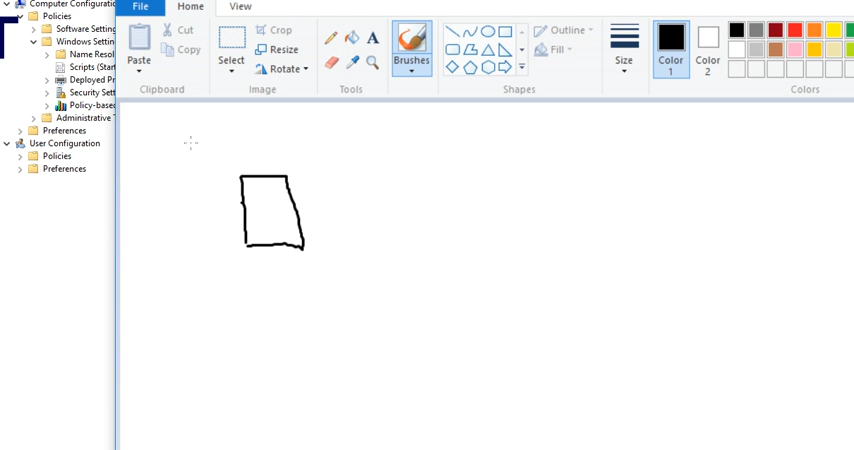 Computer Configuratio
Policies
Software Setting
Windows Settin
Name Resol
Scripts (Start
Deployed Pr
Security Sett
Policy-based
Administrative T
Preferences
User Configuration
Policies
Preferences
File Home View
Paste
Cut
Copy
Clipboard
Select
Crop
Resize
Rotate
Image
A
Tools
Brushes
Outline
Fill
Shapes
Size
Color 1
Color 2
Colors